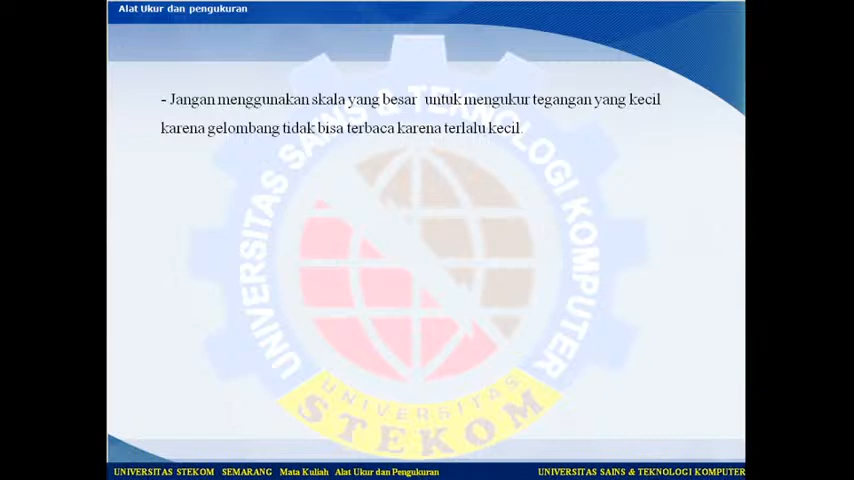 Alat Ukur dan pengukuran
- Jangan menggunakan skala yang besar untuk mengukur tegangan yang kecil
karena gelombang tidak bisa terbaca karena terlalu kecil.
UNIVERSITAS SAINS & TEKNOLOGI KOMPUTER
UNIVERSITAS
STEKOM
UNIVERSITAS STEKOM SEMARANG Mata Kuliah Alat Ukur dan Pengukuran
UNIVERSITAS SAINS & TEKNOLOGI KOMPUTER